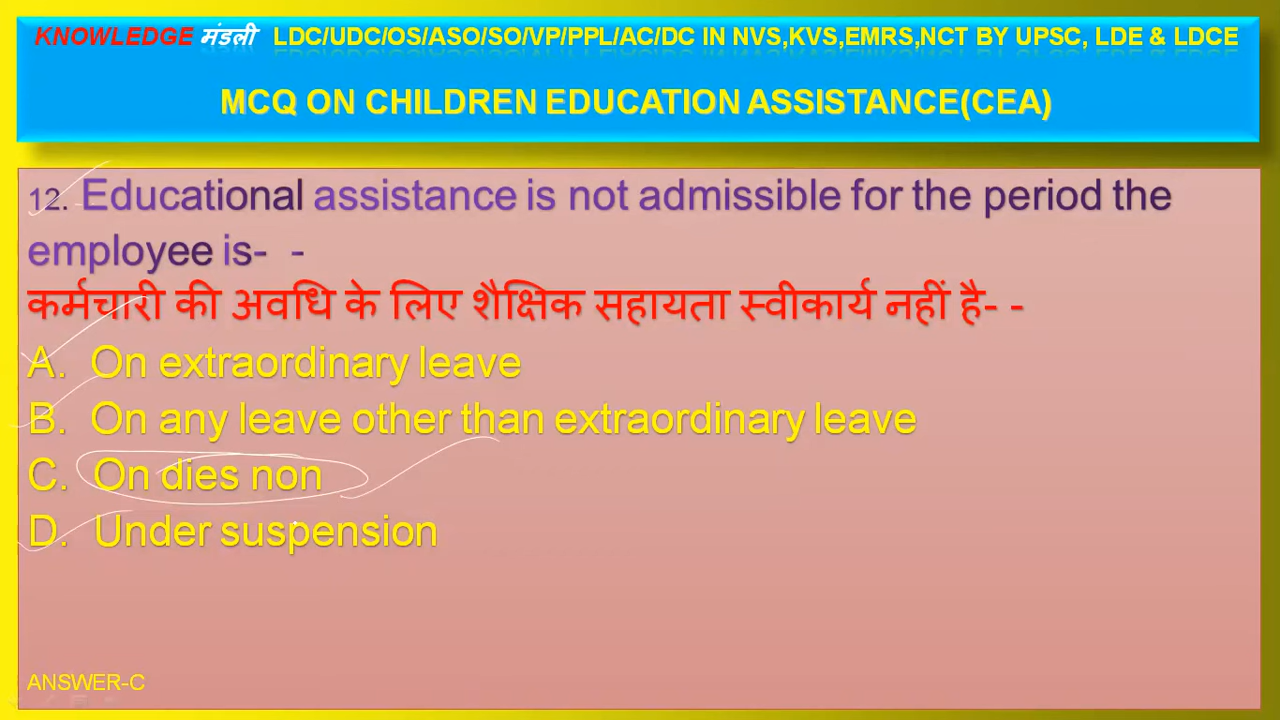 KNOWLEDGE मंडली LDC/UDC/OS/ASO/SO/VP/PPL/AC/DC IN NVS,KVS,EMRS,NCT BY UPSC, LDE & LDCE
MCQ ON CHILDREN EDUCATION ASSISTANCE(CEA)
12. Educational assistance is not admissible for the period the
employee is- -
कर्मचारी की अवधि के लिए शैक्षिक सहायता स्वीकार्य नहीं है- -
A. On extraordinary leave
B. On any leave other than extraordinary leave
C. On dies non
D. Under suspension
ANSWER-C